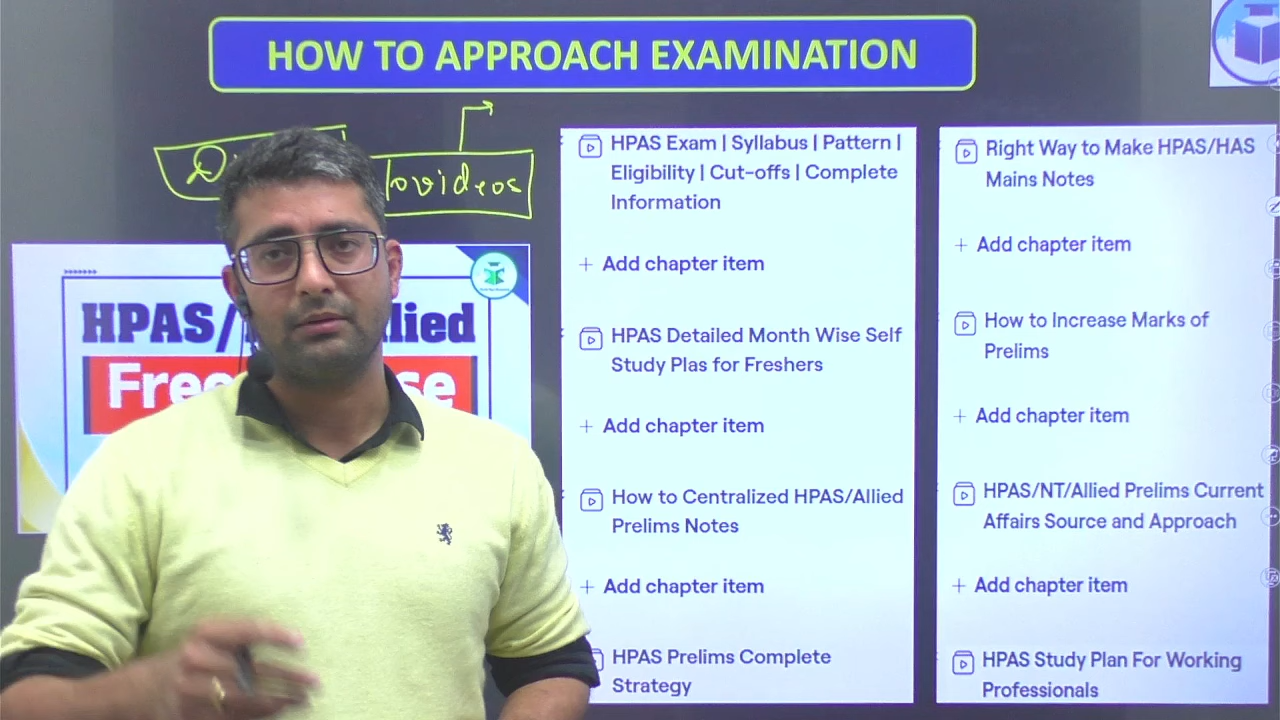 HOW TO APPROACH EXAMINATION
HPAS Exam | Syllabus | Pattern |
Eligibility | Cut-offs | Complete
Information
+ Add chapter item
HPAS Detailed Month Wise Self
Study Plas for Freshers
+ Add chapter item
How to Centralized HPAS/Allied
Prelims Notes
+ Add chapter item
HPAS Prelims Complete
Strategy
Right Way to Make HPAS/HAS
Mains Notes
+ Add chapter item
How to Increase Marks of
Prelims
+ Add chapter item
HPAS/NT/Allied Prelims Current
Affairs Source and Approach
+ Add chapter item
HPAS Study Plan For Working
Professionals
HPAS/
Free